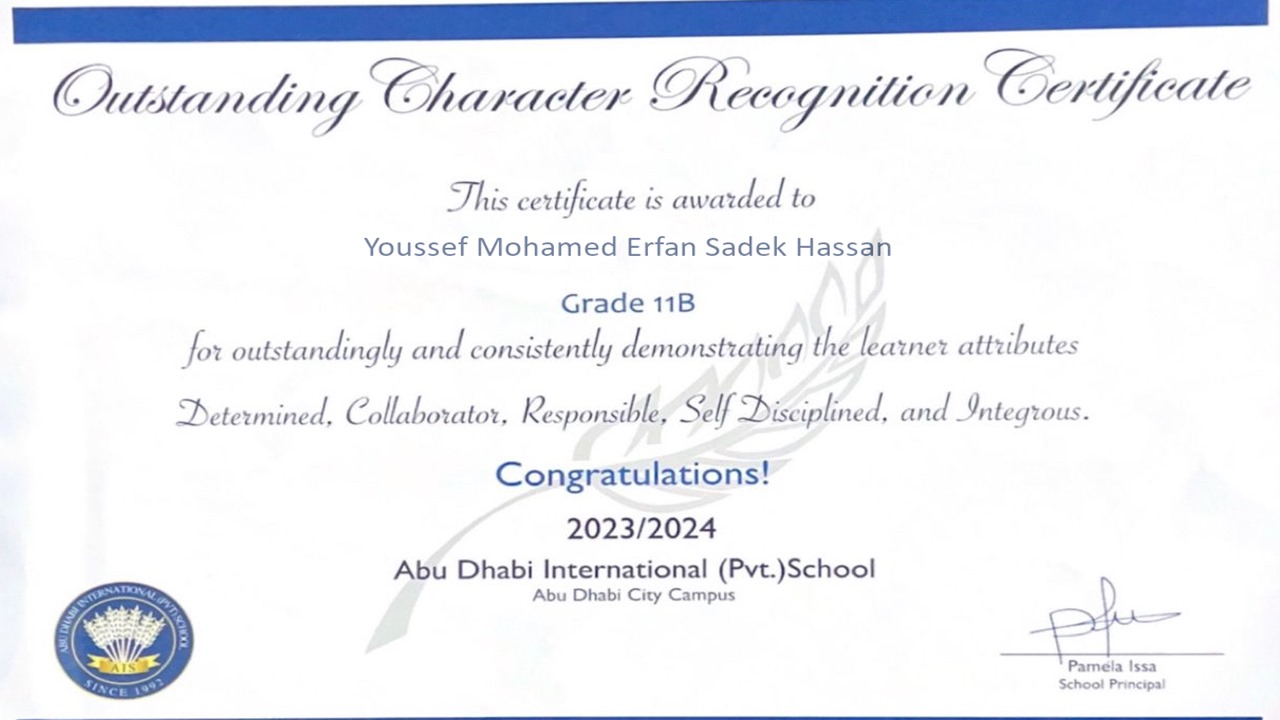 Outstanding Character Recognition Certificate
This certificate is awarded to
Youssef Mohamed Erfan Sadek Hassan
Grade 11B
for outstandingly and consistently demonstrating the learner attributes
Determined, Collaborator, Responsible, Self Disciplined, and Integrous.
Congratulations!
2023/2024
Abu Dhabi International (Pvt.)School
Abu Dhabi City Campus
ABU DHABI INTERNATIONAL (PVT.) SCHOOL
AIS
SINCE 1992
Pamela Issa
School Principal